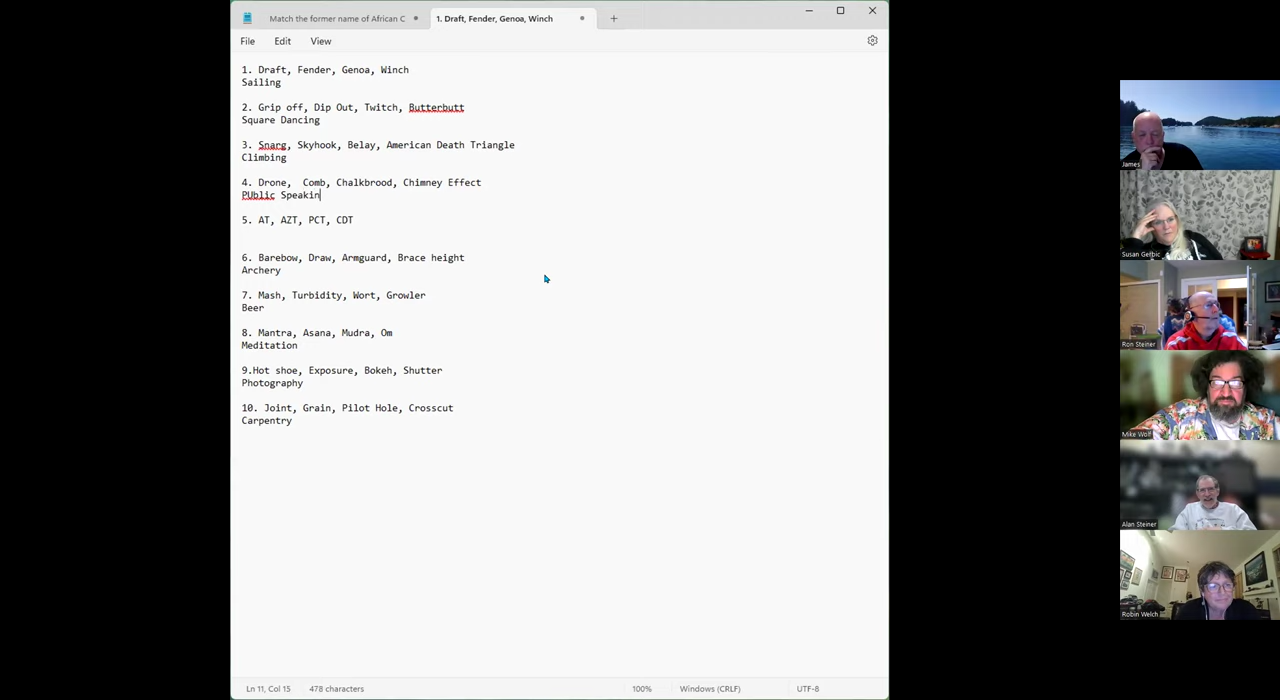 Match the former name of African C
1. Draft, Fender, Genoa, Winch
File Edit View
1. Draft, Fender, Genoa, Winch
Sailing
2. Grip off, Dip Out, Twitch, Butterbutt
Square Dancing
3. Snarg, Skyhook, Belay, American Death Triangle
Climbing
4. Drone,  Comb, Chalkbrood, Chimney Effect
PUblic Speakin
5. AT, AZT, PCT, CDT
6. Barebow, Draw, Armguard, Brace height
Archery
7. Mash, Turbidity, Wort, Growler
Beer
8. Mantra, Asana, Mudra, Om
Meditation
9.Hot shoe, Exposure, Bokeh, Shutter
Photography
10. Joint, Grain, Pilot Hole, Crosscut
Carpentry
Ln 11, Col 15 478 characters 100% Windows (CRLF) UTF-8
James
Susan Gerbic
Ron Steiner
Mike Wolf
Alan Steiner
Robin Welch